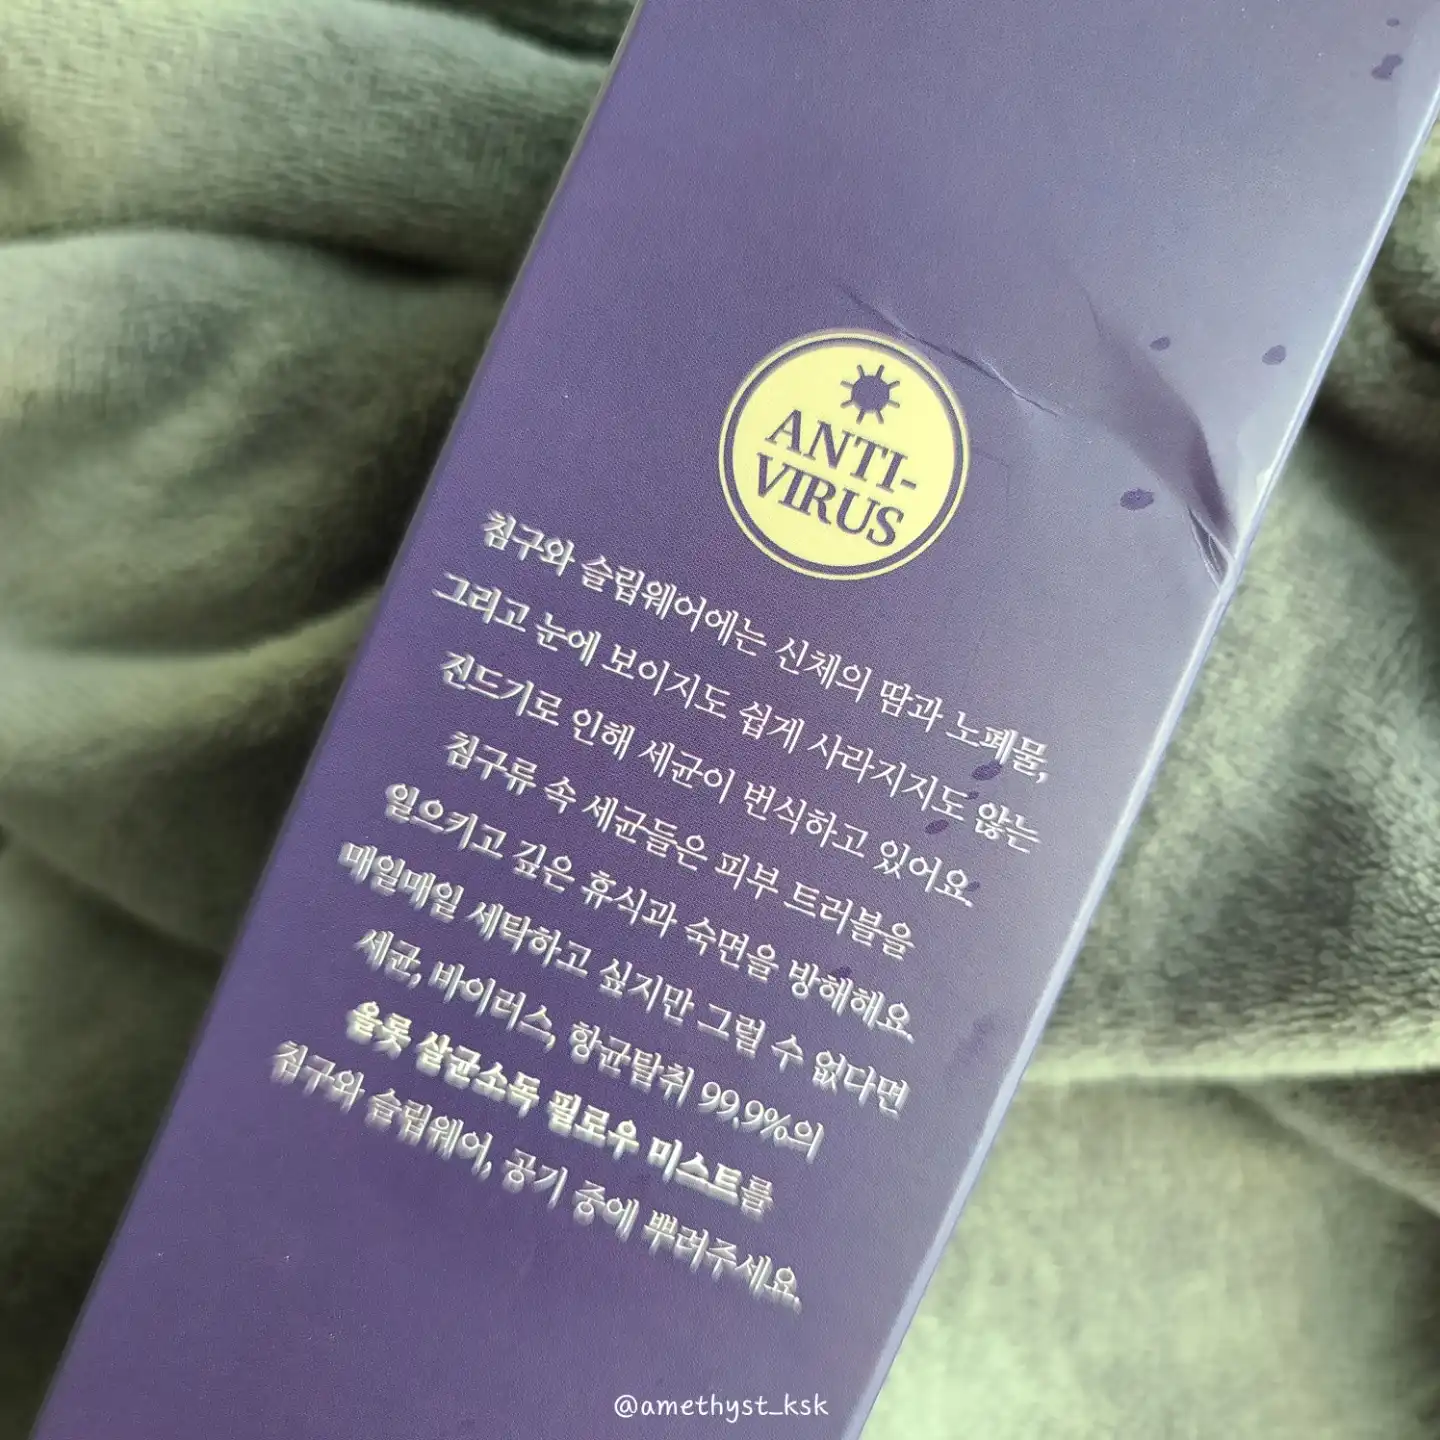 ANTI-
VIRUS
침구와 슬립웨어에는 신체의 땀과 노폐물,
그리고 눈에 보이지도 쉽게 사라지지도 않는
진드기로 인해 세균이 번식하고 있어요.
침구류 속 세균들은 피부 트러블을
일으키고 깊은 휴식과 숙면을 방해해요.
매일매일 세탁하고 싶지만 그럴 수 없다면
세균, 바이러스, 항균탈취 99.9%의
올롯 살균소독 필로우 미스트를
침구와 슬립웨어, 공기 중에 뿌려주세요.
@amethyst_ksk